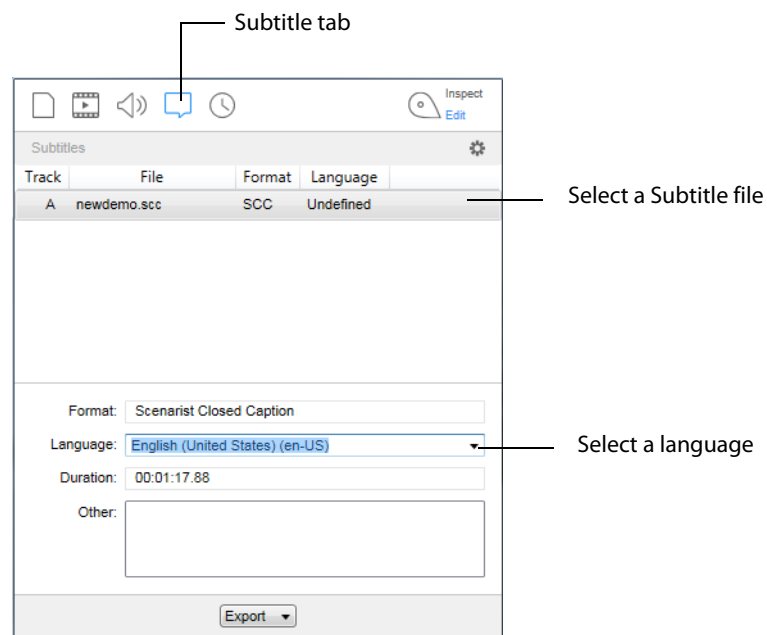 Subtitle tab
Inspect
Edit
Subtitles
Track File Format Language
A newdemo.scc SCC Undefined
Select a Subtitle file
Format: Scenarist Closed Caption
Language: English (United States) (en-US)
Select a language
Duration: 00:01:17.88
Other:
Export